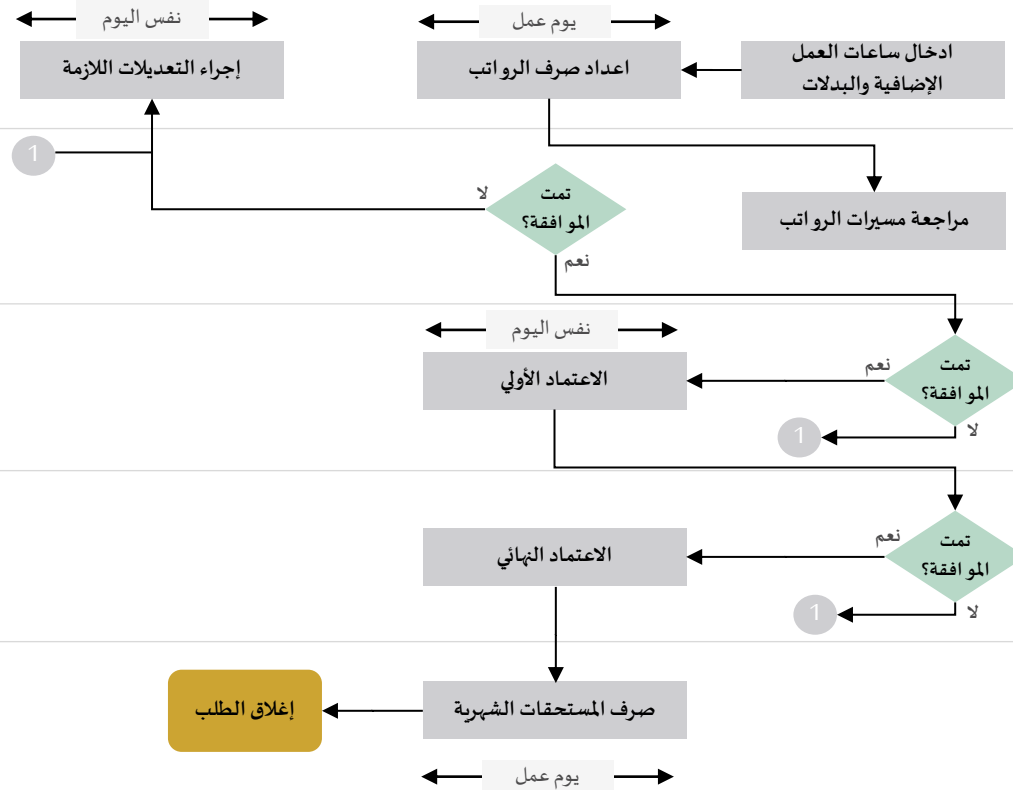 يوم عمل
نفس اليوم
ادخال ساعات العمل
الإضافية والبدلات
اعداد صرف الرواتب
إجراء التعديلات اللازمة
1
تمت
الموافقة؟
لا
نعم
مراجعة مسيرات الرواتب
نفس اليوم
تمت
الموافقة؟
نعم
لا
الاعتماد الأولي
1
تمت
الموافقة؟
نعم
لا
الاعتماد النهائي
1
صرف المستحقات الشهرية
إغلاق الطلب
يوم عمل